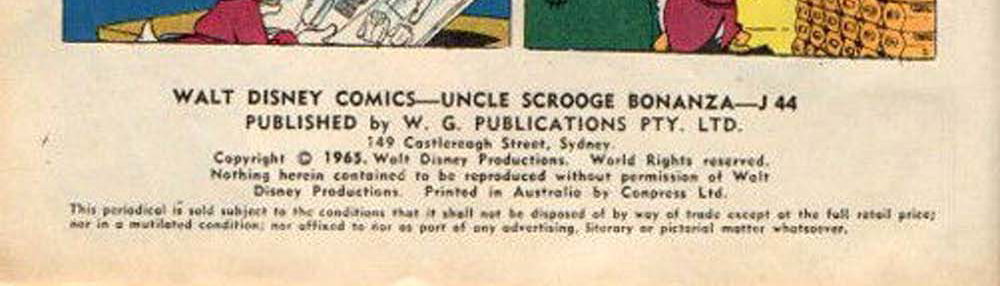 WALT DISNEY COMICS—UNCLE SCROOGE BONANZA—J 44
PUBLISHED by W. G. PUBLICATIONS PTY. LTD.
149 Castlereagh Street, Sydney
Copyright © 1965. Walt Disney Productions. World Rights reserved.
Nothing herein contained to be reproduced without permission of Walt
Disney Productions. Printed in Australia by Conpress Ltd.
This periodical is sold subject to the conditions that it shall not be disposed of by way of trade except at the full retail price;
nor in a mutilated condition; nor affixed to nor as part of any advertising, literary or pictorial matter whatsoever.